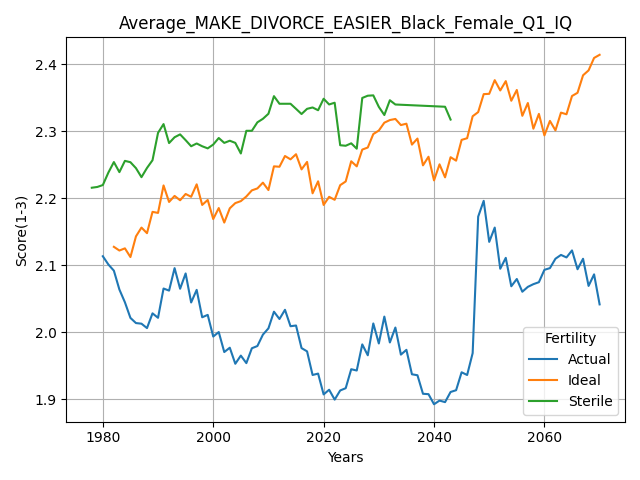 Average_MAKE_DIVORCE_EASIER_Black_Female_Q1_IQ
2.4
2.3
2.2
2.1
2.0
1.9
Score(1-3)
1980
2000
2020
2040
2060
Years
Fertility
Actual
Ideal
Sterile